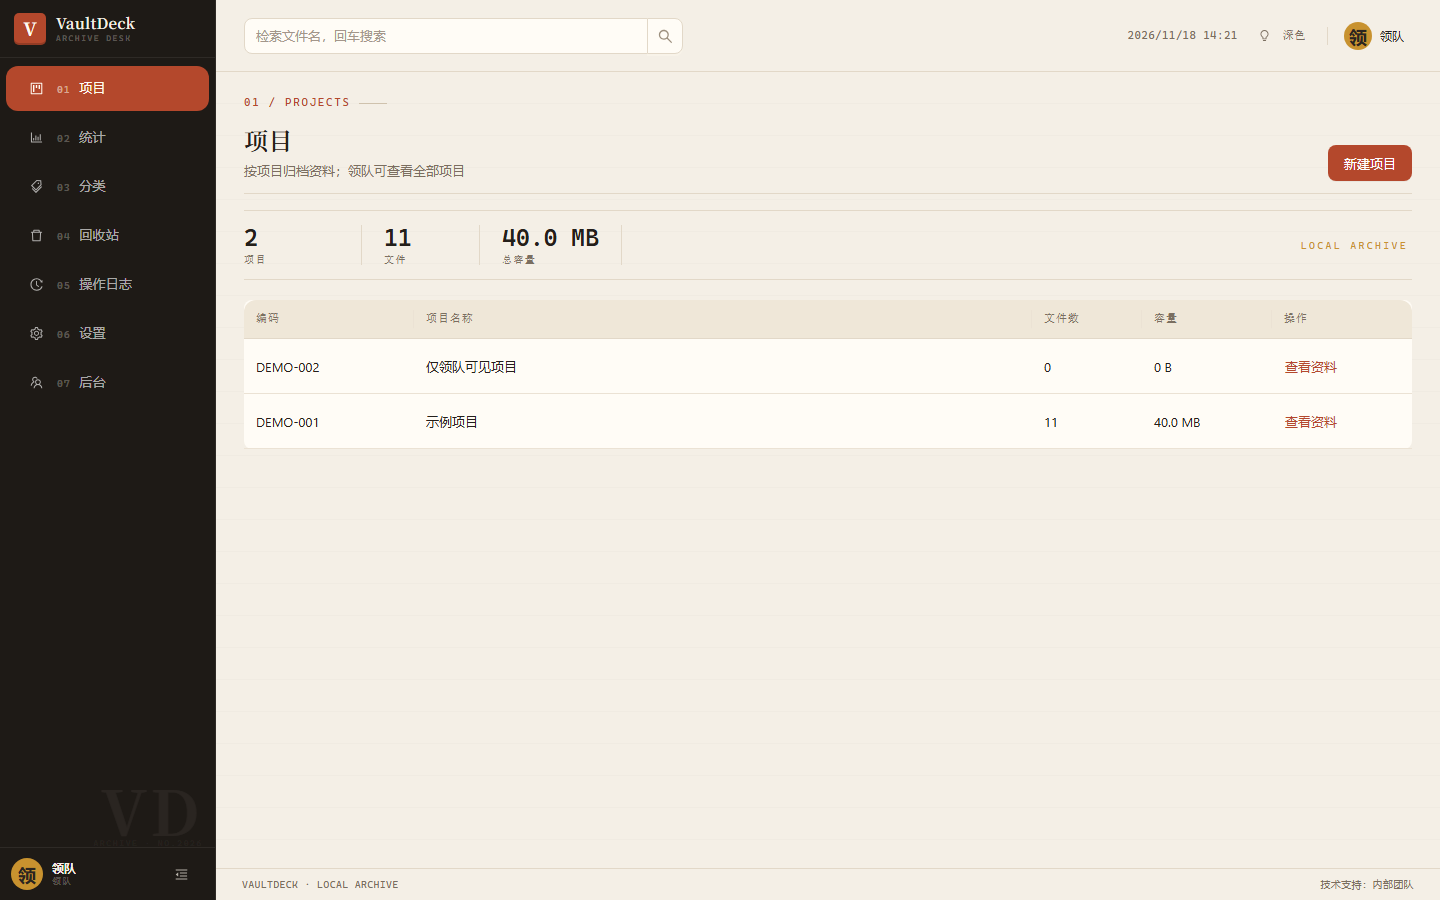 V
VaultDeck
ARCHIVE DESK
01 项目
02 统计
03 分类
04 回收站
05 操作日志
06 设置
07 后台
VD
领
领队
领队
检索文件名，回车搜索
2026/11/18 14:21
深色
领
领队
01 / PROJECTS
项目
按项目归档资料；领队可查看全部项目
新建项目
2
项目
11
文件
40.0 MB
总容量
LOCAL ARCHIVE
编码 项目名称 文件数 容量 操作
DEMO-002 仅领队可见项目 0 0 B 查看资料
DEMO-001 示例项目 11 40.0 MB 查看资料
VAULTDECK · LOCAL ARCHIVE
技术支持：内部团队